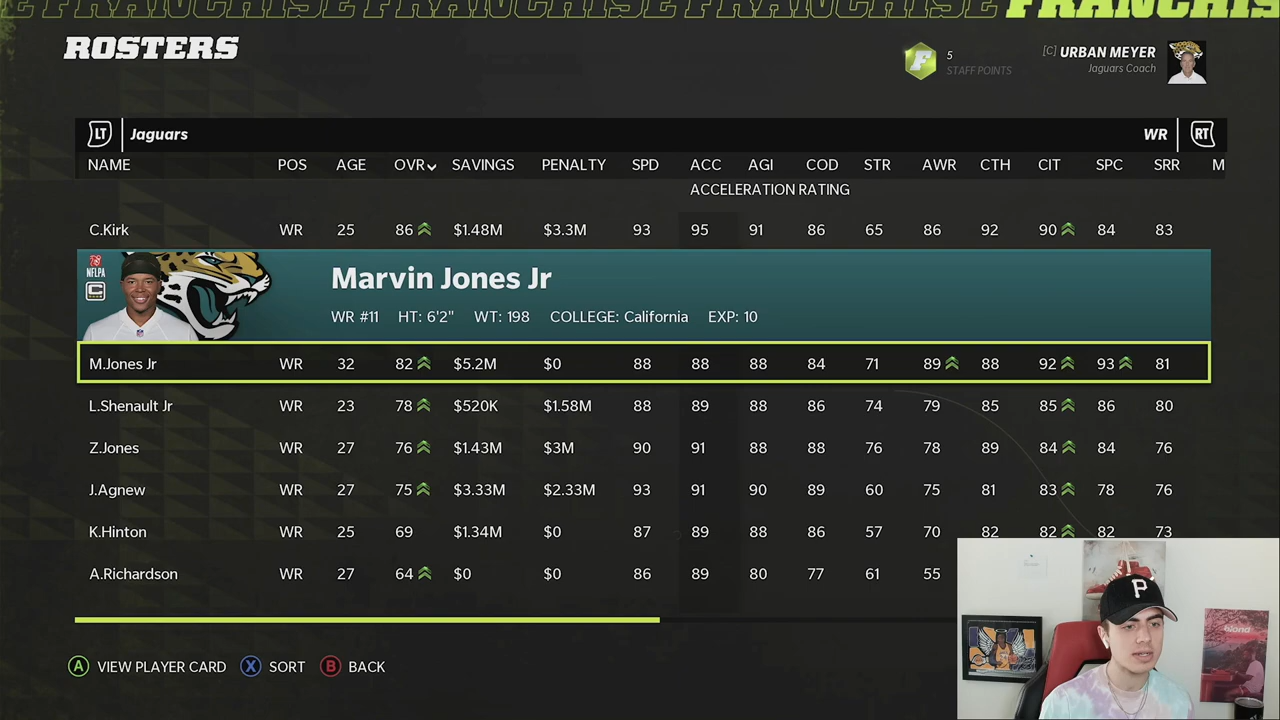 FRANCHISE FRANCHISE FRANCHISE FRANCHIS
ROSTERS
5
STAFF POINTS
[C] URBAN MEYER
Jaguars Coach
LT Jaguars WR RT
NAME POS AGE OVR SAVINGS PENALTY SPD ACC AGI COD STR AWR CTH CIT SPC SRR M
ACCELERATION RATING
C.Kirk WR 25 86 $1.48M $3.3M 93 95 91 86 65 86 92 90 84 83
NFLPA
C
Marvin Jones Jr
WR #11 HT: 6'2" WT: 198 COLLEGE: California EXP: 10
M.Jones Jr WR 32 82 $5.2M $0 88 88 88 84 71 89 88 92 93 81
L.Shenault Jr WR 23 78 $520K $1.58M 88 89 88 86 74 79 85 85 86 80
Z.Jones WR 27 76 $1.43M $3M 90 91 88 88 76 78 89 84 84 76
J.Agnew WR 27 75 $3.33M $2.33M 93 91 90 89 60 75 81 83 78 76
K.Hinton WR 25 69 $1.34M $0 87 89 88 86 57 70 82 82 82 73
A.Richardson WR 27 64 $0 $0 86 89 80 77 61 55
P
blond
A VIEW PLAYER CARD X SORT B BACK